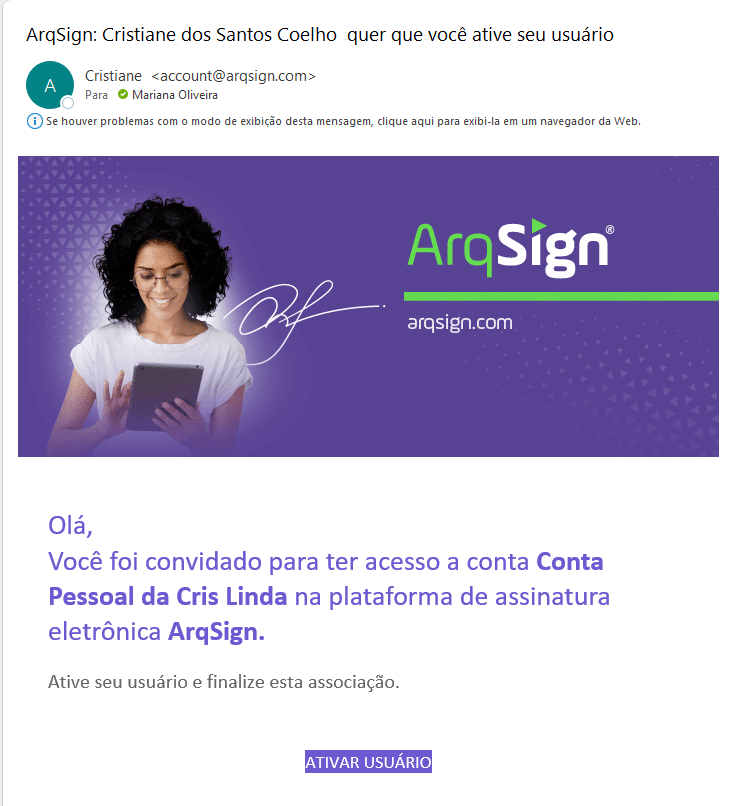 ArqSign: Cristiane dos Santos Coelho  quer que você ative seu usuário
A
Cristiane <account@arqsign.com>
Para Mariana Oliveira
Se houver problemas com o modo de exibição desta mensagem, clique aqui para exibi-la em um navegador da Web.
ArqSign®
arqsign.com
Olá,
Você foi convidado para ter acesso a conta Conta
Pessoal da Cris Linda na plataforma de assinatura
eletrônica ArqSign.
Ative seu usuário e finalize esta associação.
ATIVAR USUÁRIO